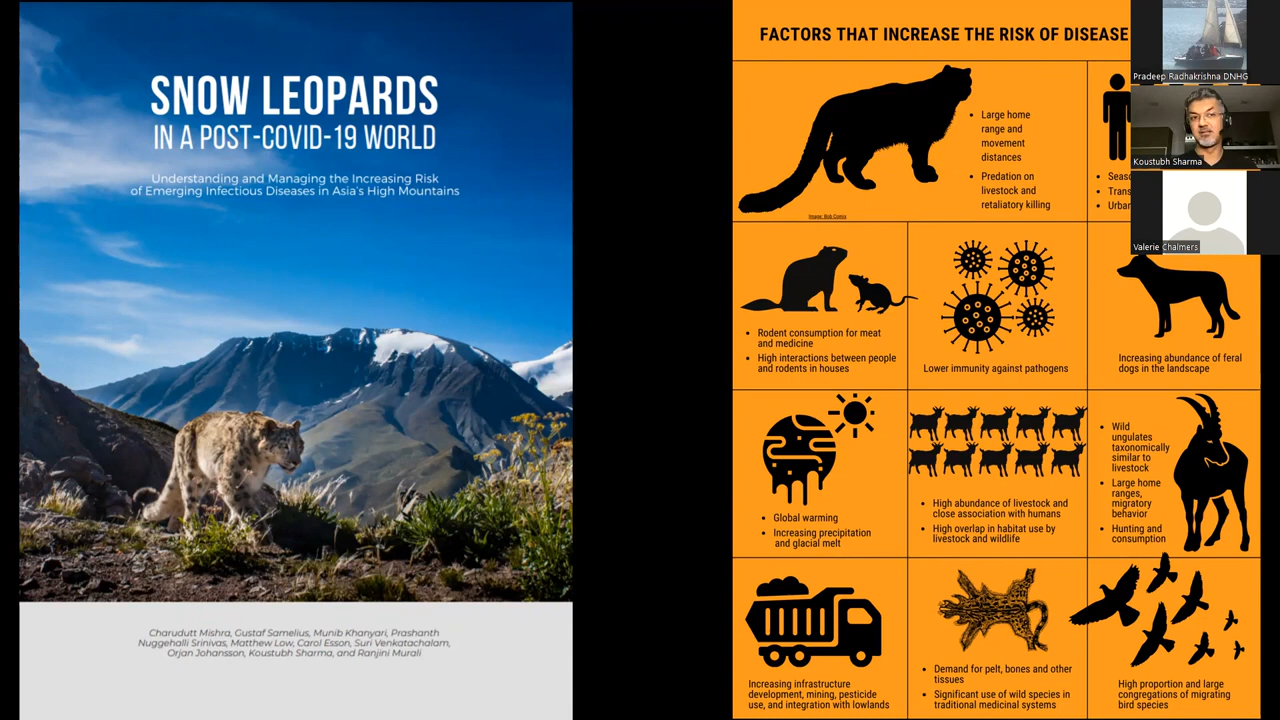 SNOW LEOPARDS
IN A POST-COVID-19 WORLD
Understanding and Managing the Increasing Risk
of Emerging Infectious Diseases in Asia's High Mountains
Charudutt Mishra, Gustaf Samelius, Munib Khanyari, Prashanth
Nuggehalli Srinivas, Matthew Low, Carol Esson, Suri Venkatachalam,
Orjan Johansson, Koustubh Sharma, and Ranjini Murali
FACTORS THAT INCREASE THE RISK OF DISEASE
• Large home
range and
movement
distances
• Predation on
livestock and
retaliatory killing
Image: Bob Comix
• Rodent consumption for meat
and medicine
• High interactions between people
and rodents in houses
Lower immunity against pathogens
Increasing abundance of feral
dogs in the landscape
• Global warming
• Increasing precipitation
and glacial melt
• High abundance of livestock and
close association with humans
• High overlap in habitat use by
livestock and wildlife
• Wild
ungulates
taxonomically
similar to
livestock
• Large home
ranges,
migratory
behavior
• Hunting and
consumption
Increasing infrastructure
development, mining, pesticide
use, and integration with lowlands
• Demand for pelt, bones and other
tissues
• Significant use of wild species in
traditional medicinal systems
High proportion and large
congregations of migrating
bird species
Pradeep Radhakrishna DNHG
Koustubh Sharma
Valerie Chalmers